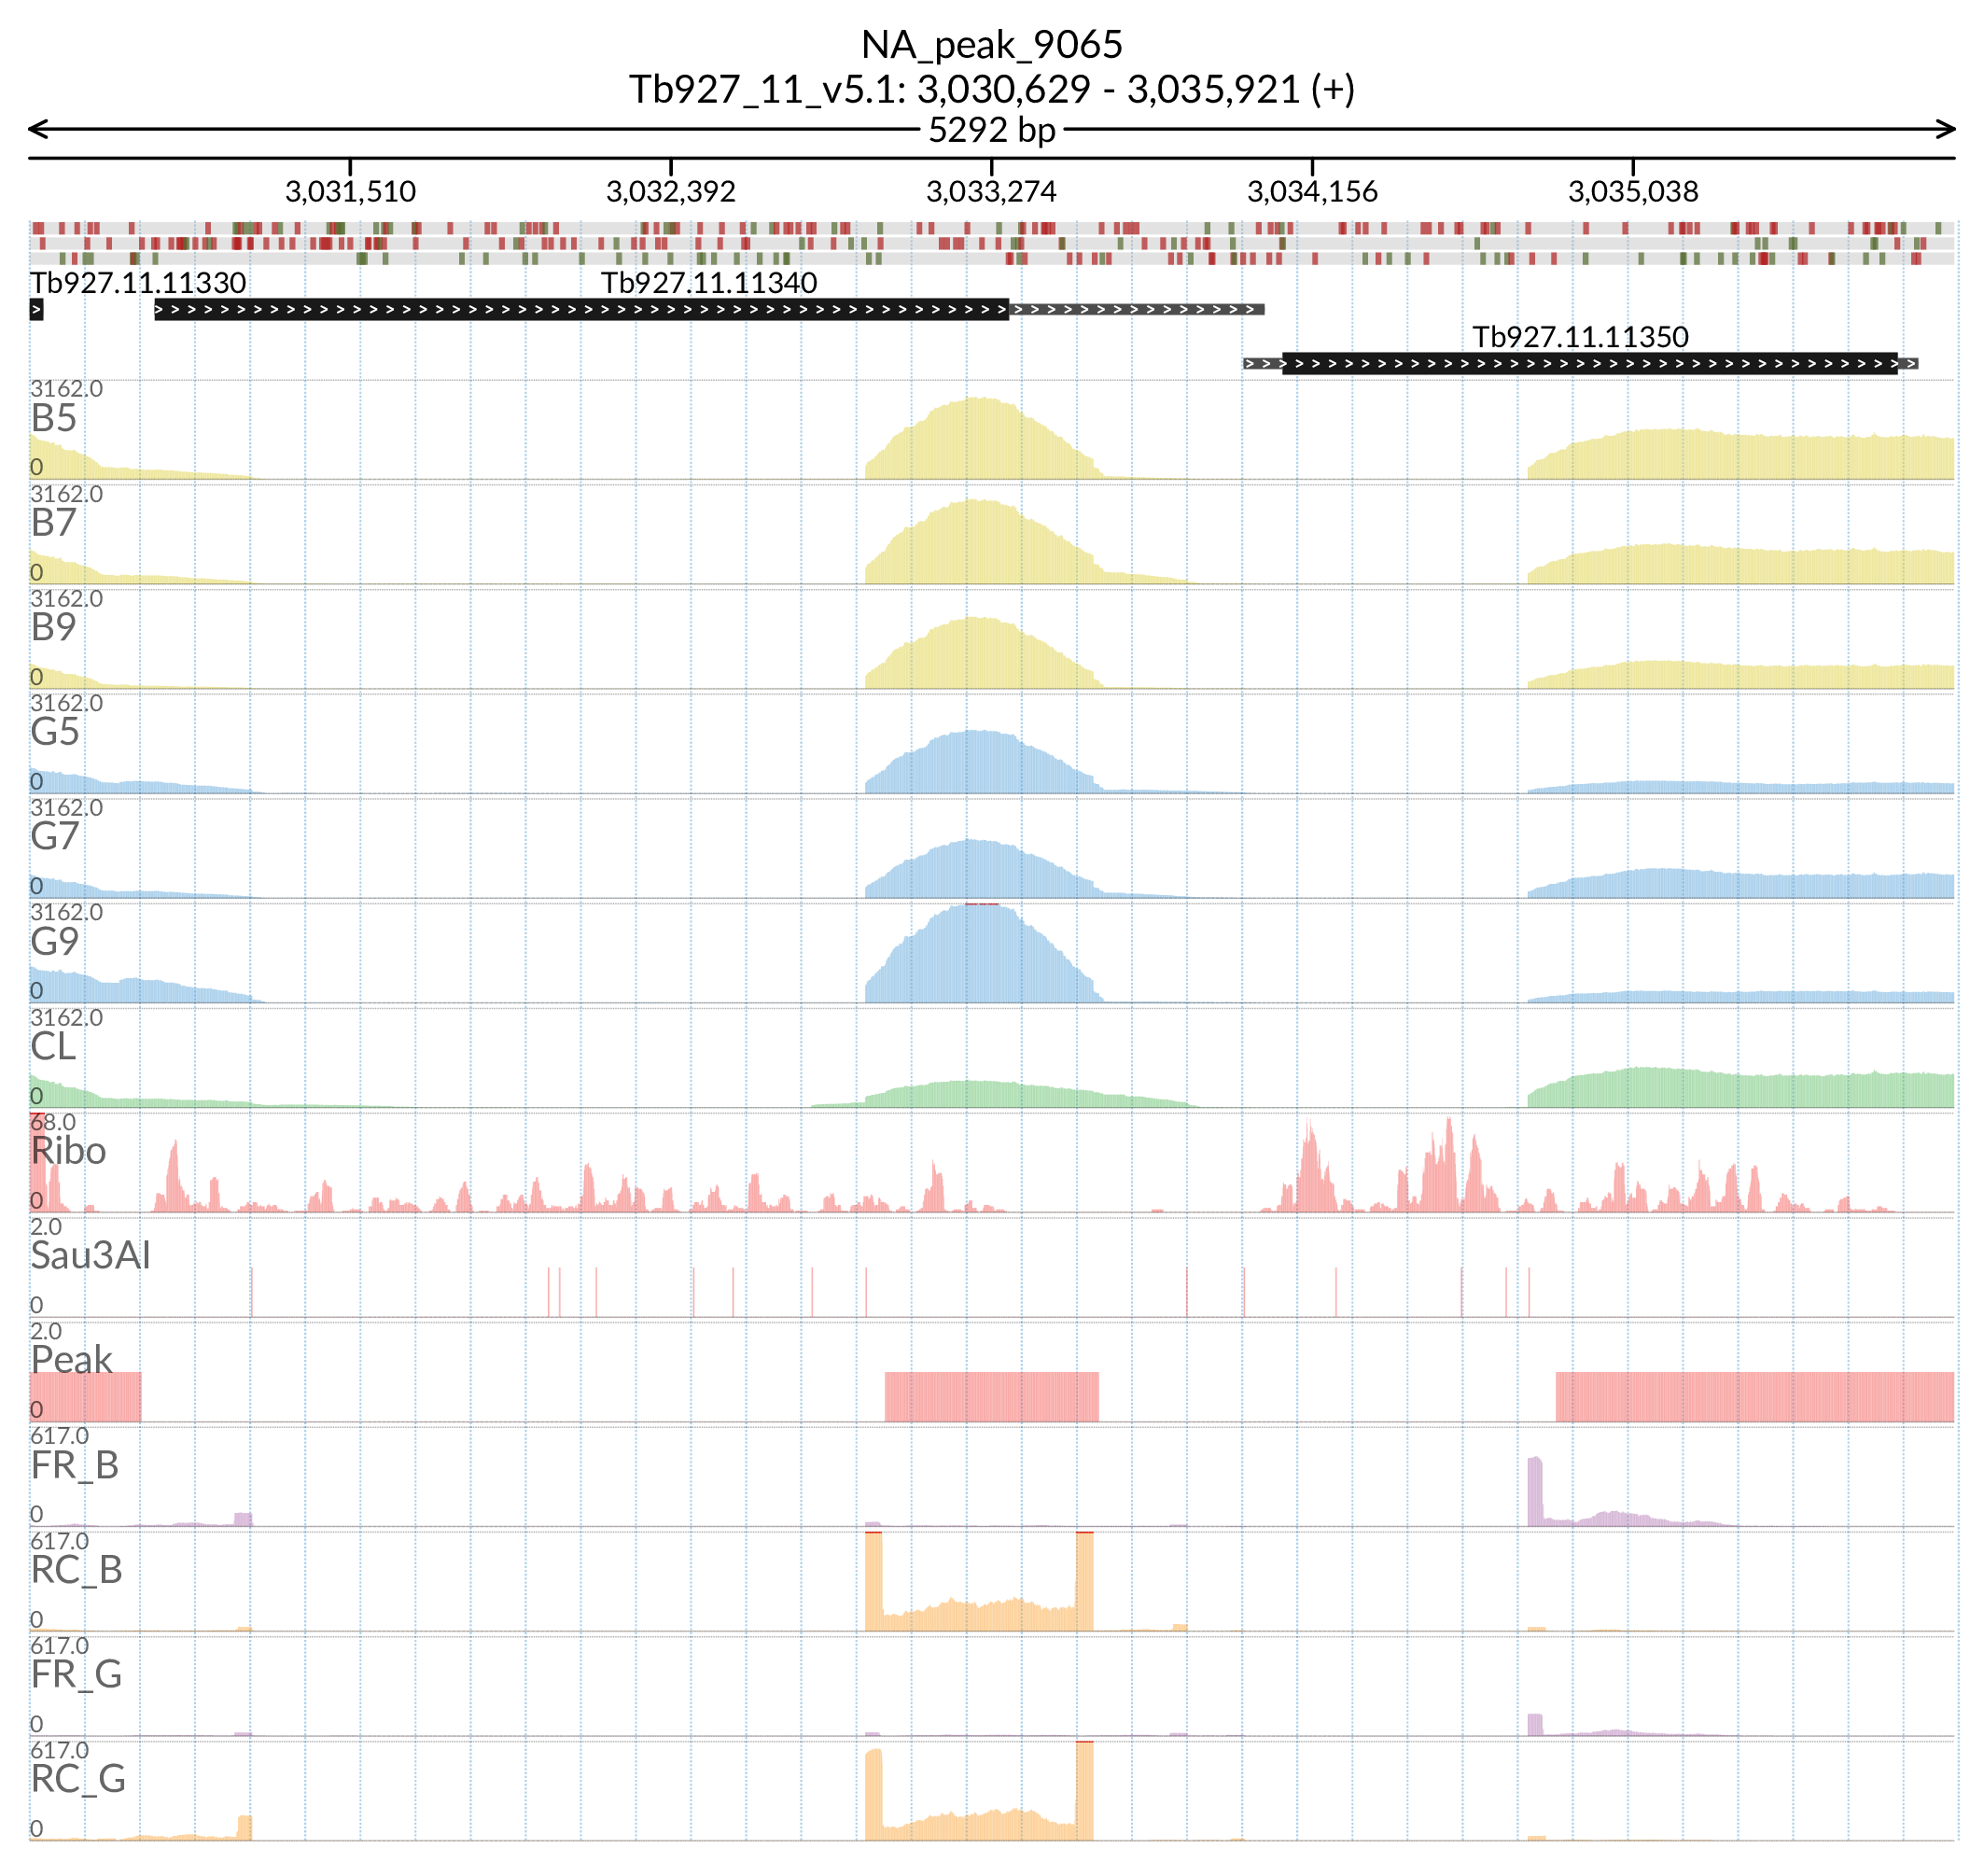 NA_peak_9065
Tb927_11_v5.1: 3,030,629 - 3,035,921 (+)
5292 bp
3,031,510 3,032,392 3,033,274 3,034,156 3,035,038
Tb927.11.11330 Tb927.11.11340
Tb927.11.11350
3162.0
B5
0
3162.0
B7
0
3162.0
B9
0
3162.0
G5
0
3162.0
G7
0
3162.0
G9
0
3162.0
CL
0
68.0
Ribo
0
2.0
Sau3AI
0
2.0
Peak
0
617.0
FR_B
0
617.0
RC_B
0
617.0
FR_G
0
617.0
RC_G
0